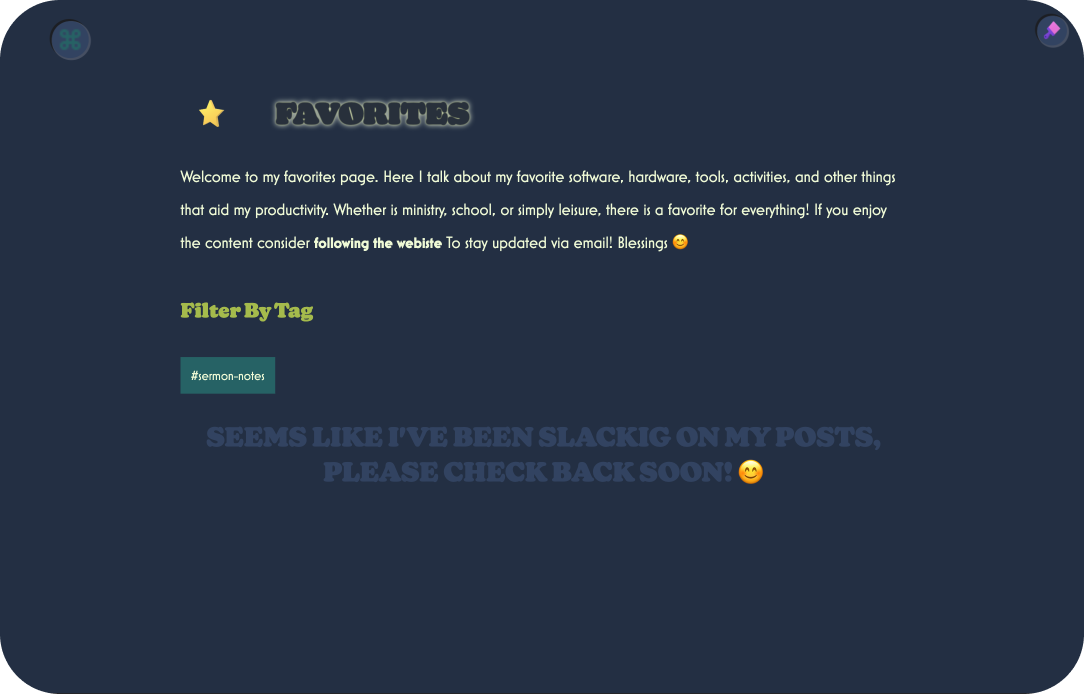 ⭐ FAVORITES
Welcome to my favorites page. Here I talk about my favorite software, hardware, tools, activities, and other things
that aid my productivity. Whether is ministry, school, or simply leisure, there is a favorite for everything! If you enjoy
the content consider following the webiste To stay updated via email! Blessings 😊
Filter By Tag
#sermon-notes
SEEMS LIKE I'VE BEEN SLACKIG ON MY POSTS,
PLEASE CHECK BACK SOON! 😊